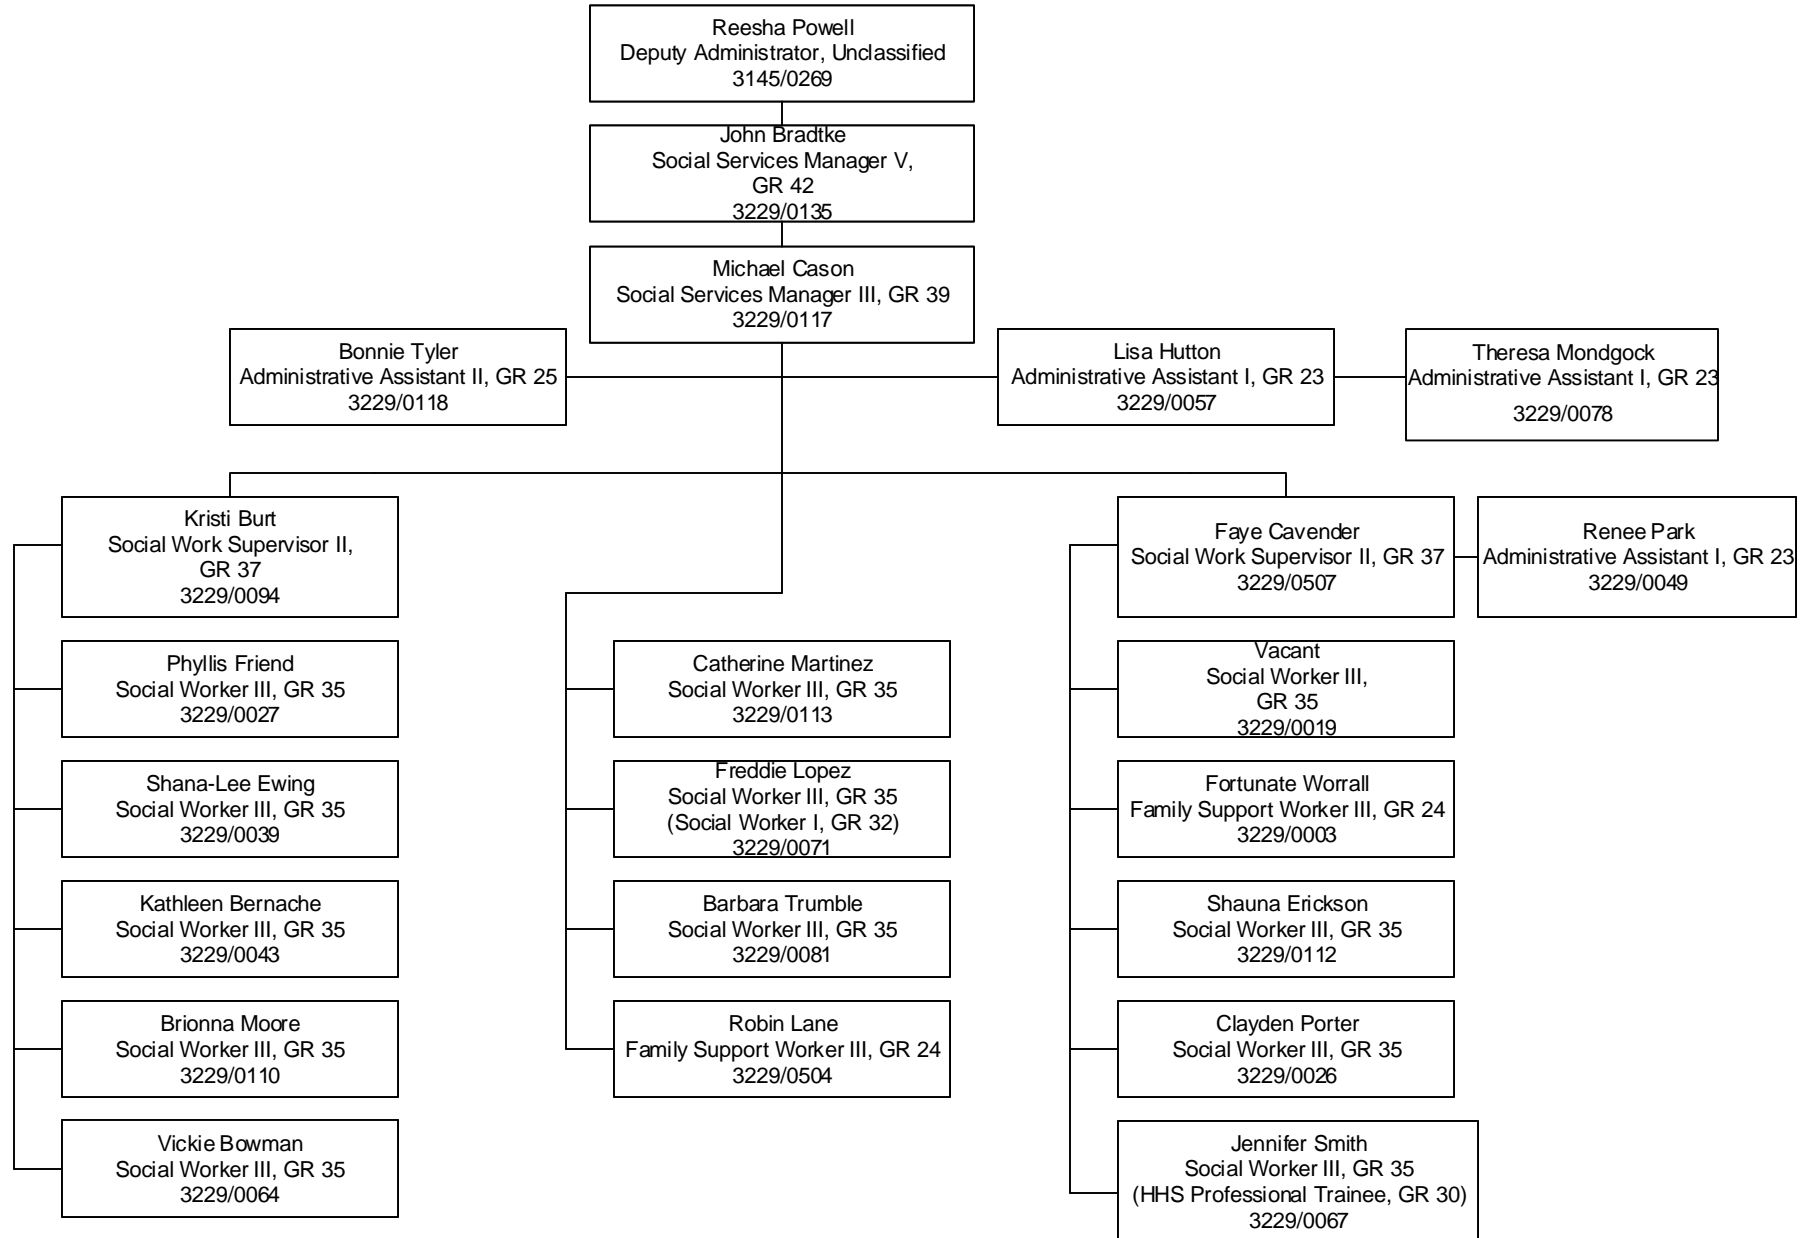 Reesha Powell
Deputy Administrator, Unclassified
3145/0269
John Bradtke
Social Services Manager V,
GR 42
3229/0135
Michael Cason
Social Services Manager III, GR 39
3229/0117
Bonnie Tyler
Administrative Assistant II, GR 25
3229/0118
Lisa Hutton
Administrative Assistant I, GR 23
3229/0057
Theresa Mondgock
Administrative Assistant I, GR 23
3229/0078
Kristi Burt
Social Work Supervisor II,
GR 37
3229/0094
Phyllis Friend
Social Worker III, GR 35
3229/0027
Shana-Lee Ewing
Social Worker III, GR 35
3229/0039
Kathleen Bernache
Social Worker III, GR 35
3229/0043
Brionna Moore
Social Worker III, GR 35
3229/0110
Vickie Bowman
Social Worker III, GR 35
3229/0064
Catherine Martinez
Social Worker III, GR 35
3229/0113
Freddie Lopez
Social Worker III, GR 35
(Social Worker I, GR 32)
3229/0071
Barbara Trumble
Social Worker III, GR 35
3229/0081
Robin Lane
Family Support Worker III, GR 24
3229/0504
Faye Cavender
Social Work Supervisor II, GR 37
3229/0507
Renee Park
Administrative Assistant I, GR 23
3229/0049
Vacant
Social Worker III,
GR 35
3229/0019
Fortunate Worrall
Family Support Worker III, GR 24
3229/0003
Shauna Erickson
Social Worker III, GR 35
3229/0112
Clayden Porter
Social Worker III, GR 35
3229/0026
Jennifer Smith
Social Worker III, GR 35
(HHS Professional Trainee, GR 30)
3229/0067